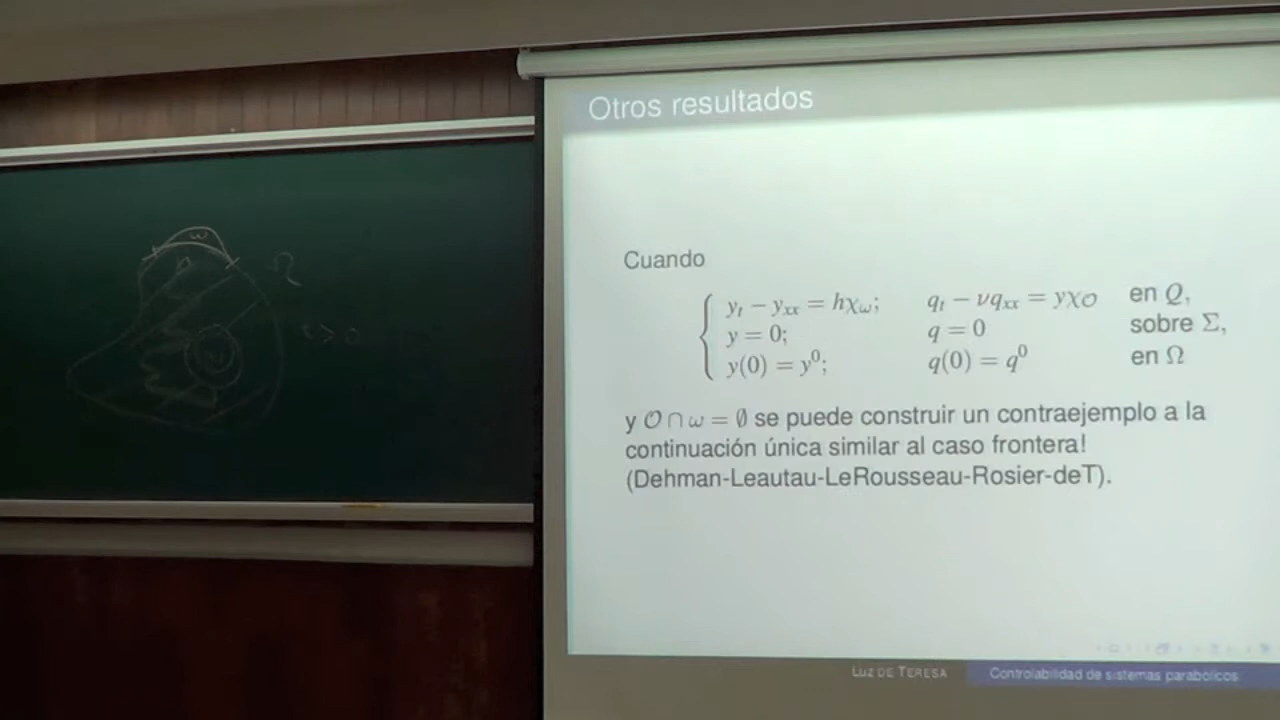 Otros resultados
Cuando
y_t − y_xx = hχ_ω; q_t − νq_xx = yχ_O en Q,
y = 0; q = 0 sobre Σ,
y(0) = y^0; q(0) = q^0 en Ω
y O ∩ ω = ∅ se puede construir un contraejemplo a la
continuación única similar al caso frontera!
(Dehman-Leautau-LeRousseau-Rosier-deT).
LUZ DE TERESA Controlabilidad de sistemas parabólicos
ω
Ω